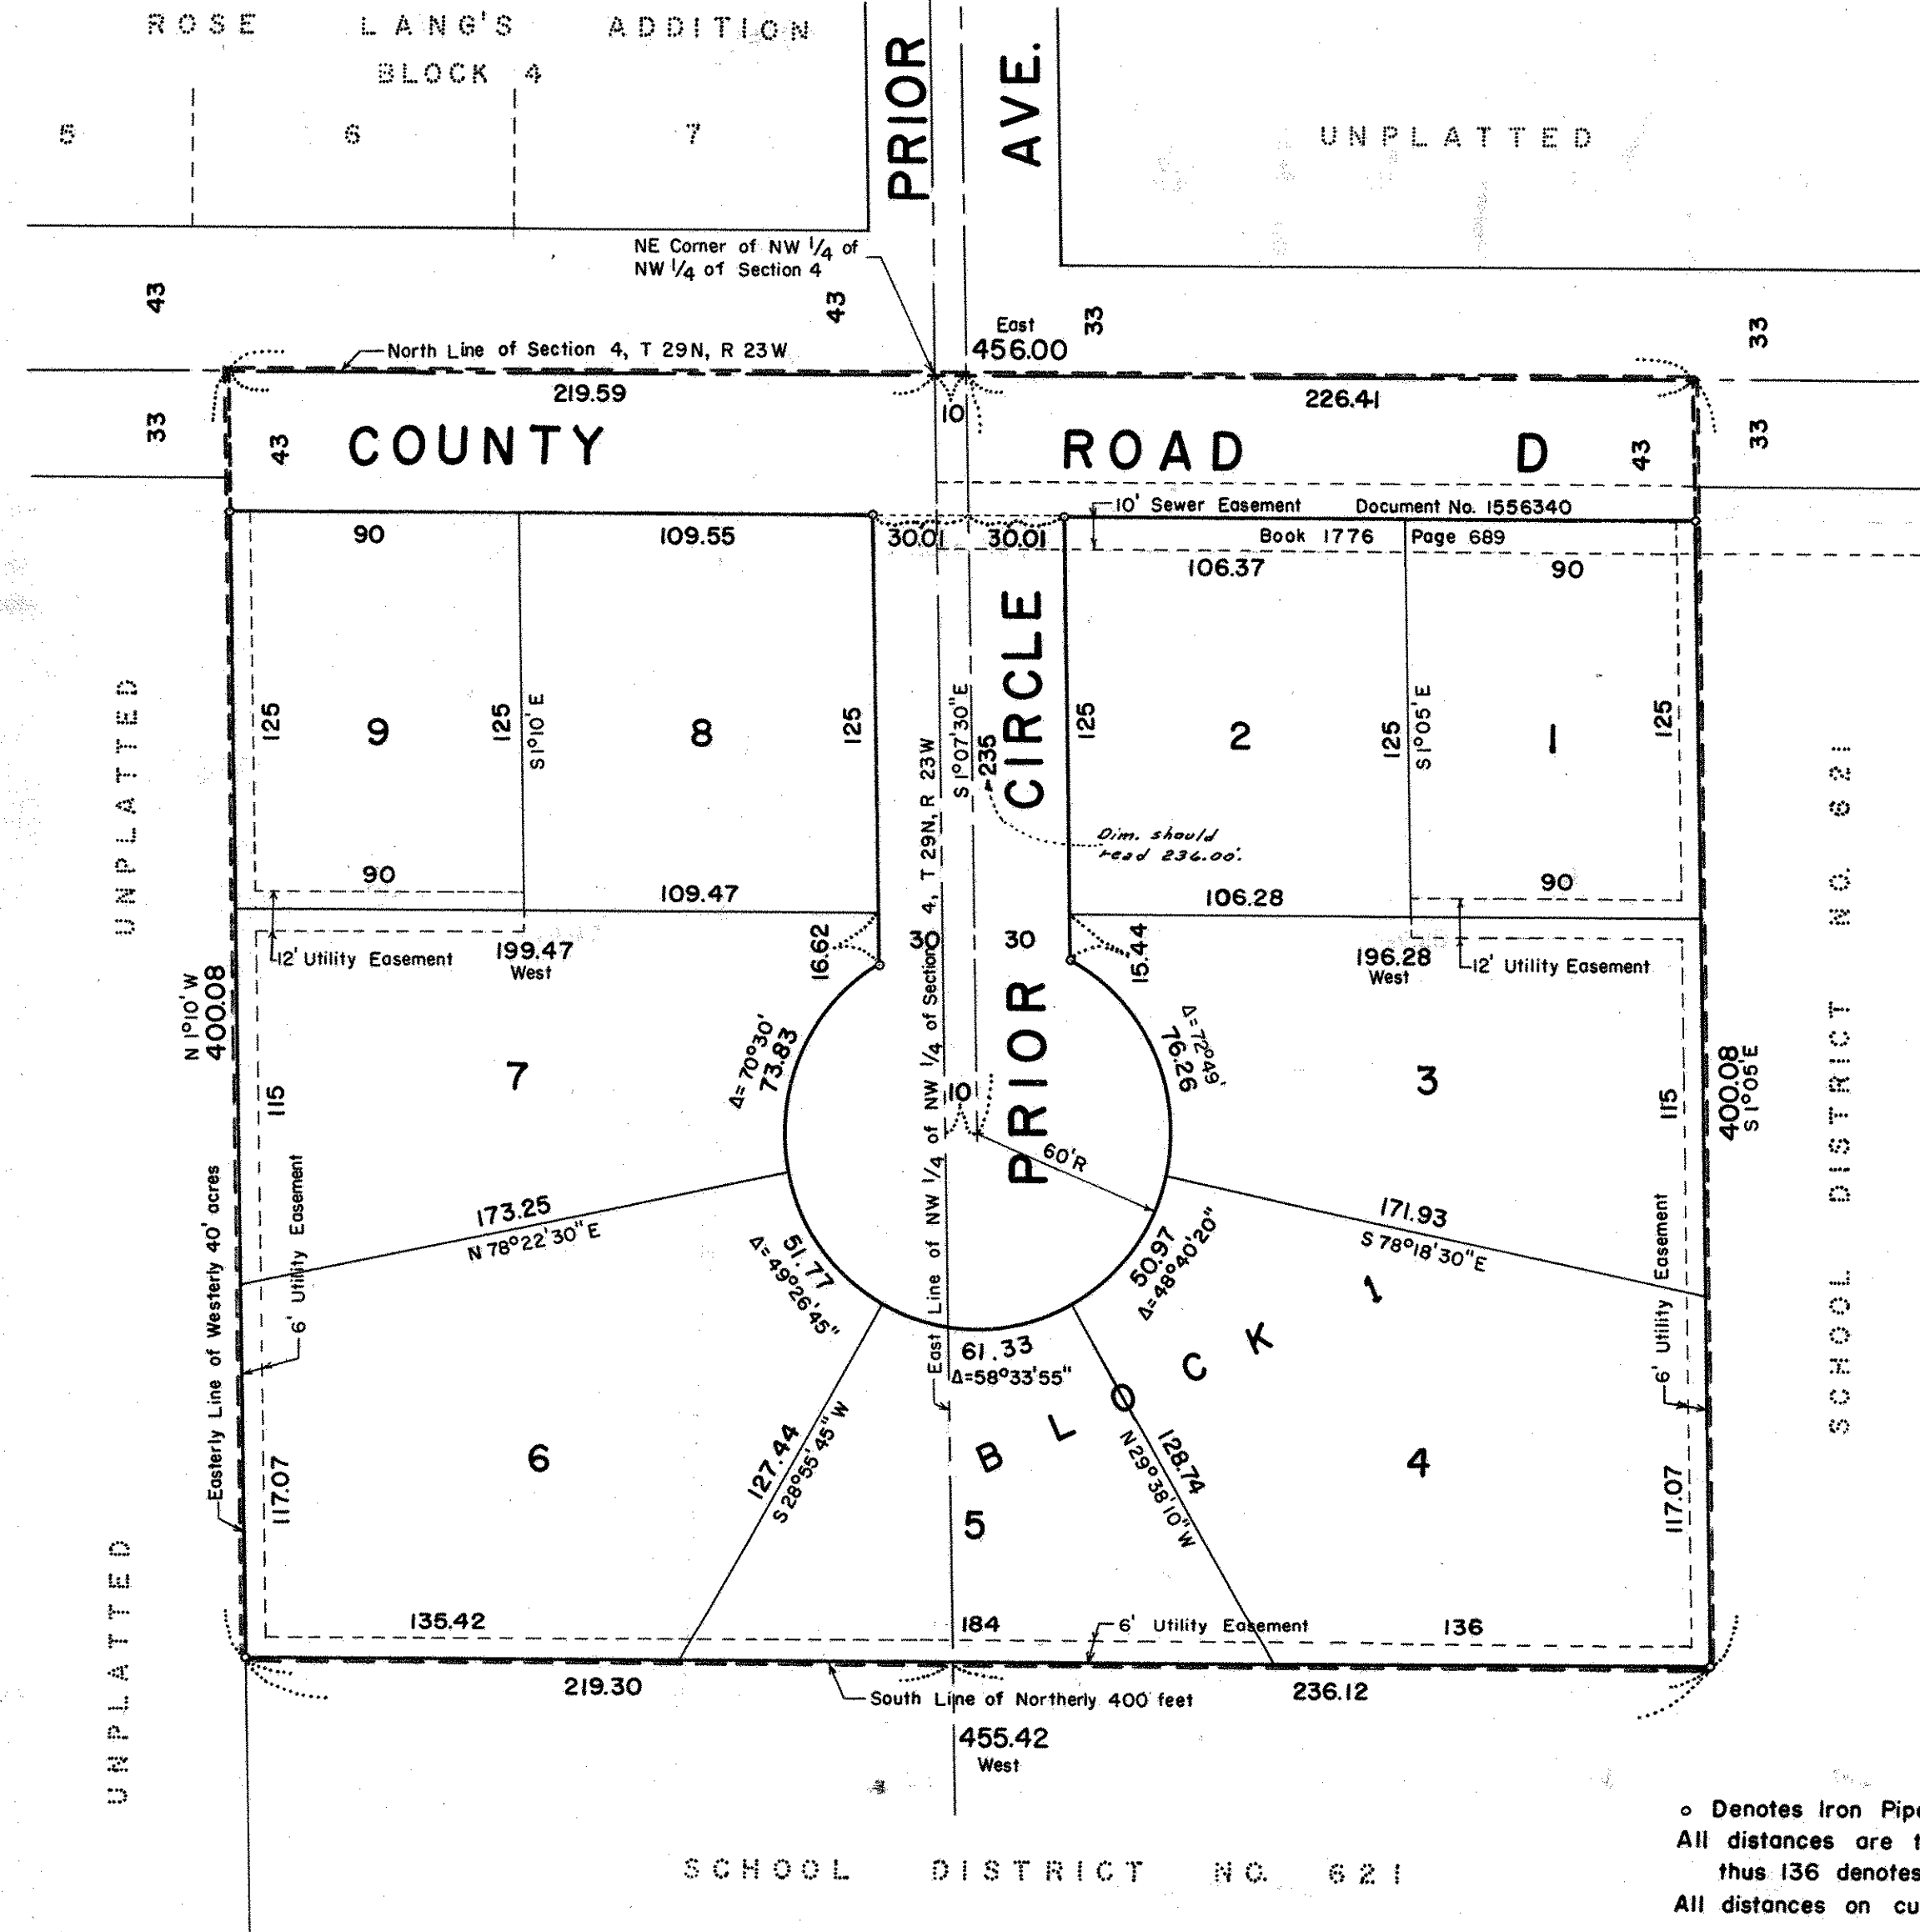 ROSE LANG'S ADDITION
BLOCK 4
5
6
7
PRIOR AVE.
UNPLATTED
NE Corner of NW 1/4 of
NW 1/4 of Section 4
43
43
33
33
East
456.00
North Line of Section 4, T 29N, R 23W
219.59
10
226.41
33
43
COUNTY ROAD D
43
33
10' Sewer Easement Document No. 1556340
Book 1776 Page 689
90
109.55
30.01
30.01
106.37
90
125
9
125
S 1°10' E
8
125
S 1°07'30" E
235
PRIOR CIRCLE
125
2
125
S 1°05' E
1
125
Dim. should
read 236.00'.
90
109.47
106.28
90
12' Utility Easement
199.47
West
16.62
30
30
15.44
196.28
West
12' Utility Easement
UNPLATTED
N 1°10' W
400.08
East Line of NW 1/4 of NW 1/4 of Section 4, T 29N, R 23W
7
Δ=70°30'
73.83
Δ=72°49'
76.26
3
115
10
60'R
115
400.08
S 1°05' E
SCHOOL DISTRICT NO. 621
173.25
N 78°22'30" E
171.93
S 78°18'30" E
Easterly Line of Westerly 40 acres
6' Utility Easement
51.77
Δ=49°26'45"
50.97
Δ=48°40'20"
61.33
Δ=58°33'55"
6' Utility Easement
BLOCK 1
6
127.44
S 28°55'45" W
5
128.74
N 29°38'10" W
4
117.07
117.07
135.42
184
6' Utility Easement
136
219.30
South Line of Northerly 400 feet
236.12
455.42
West
UNPLATTED
SCHOOL DISTRICT NO. 621
o Denotes Iron Pipe
All distances are t
thus 136 denotes
All distances on cu